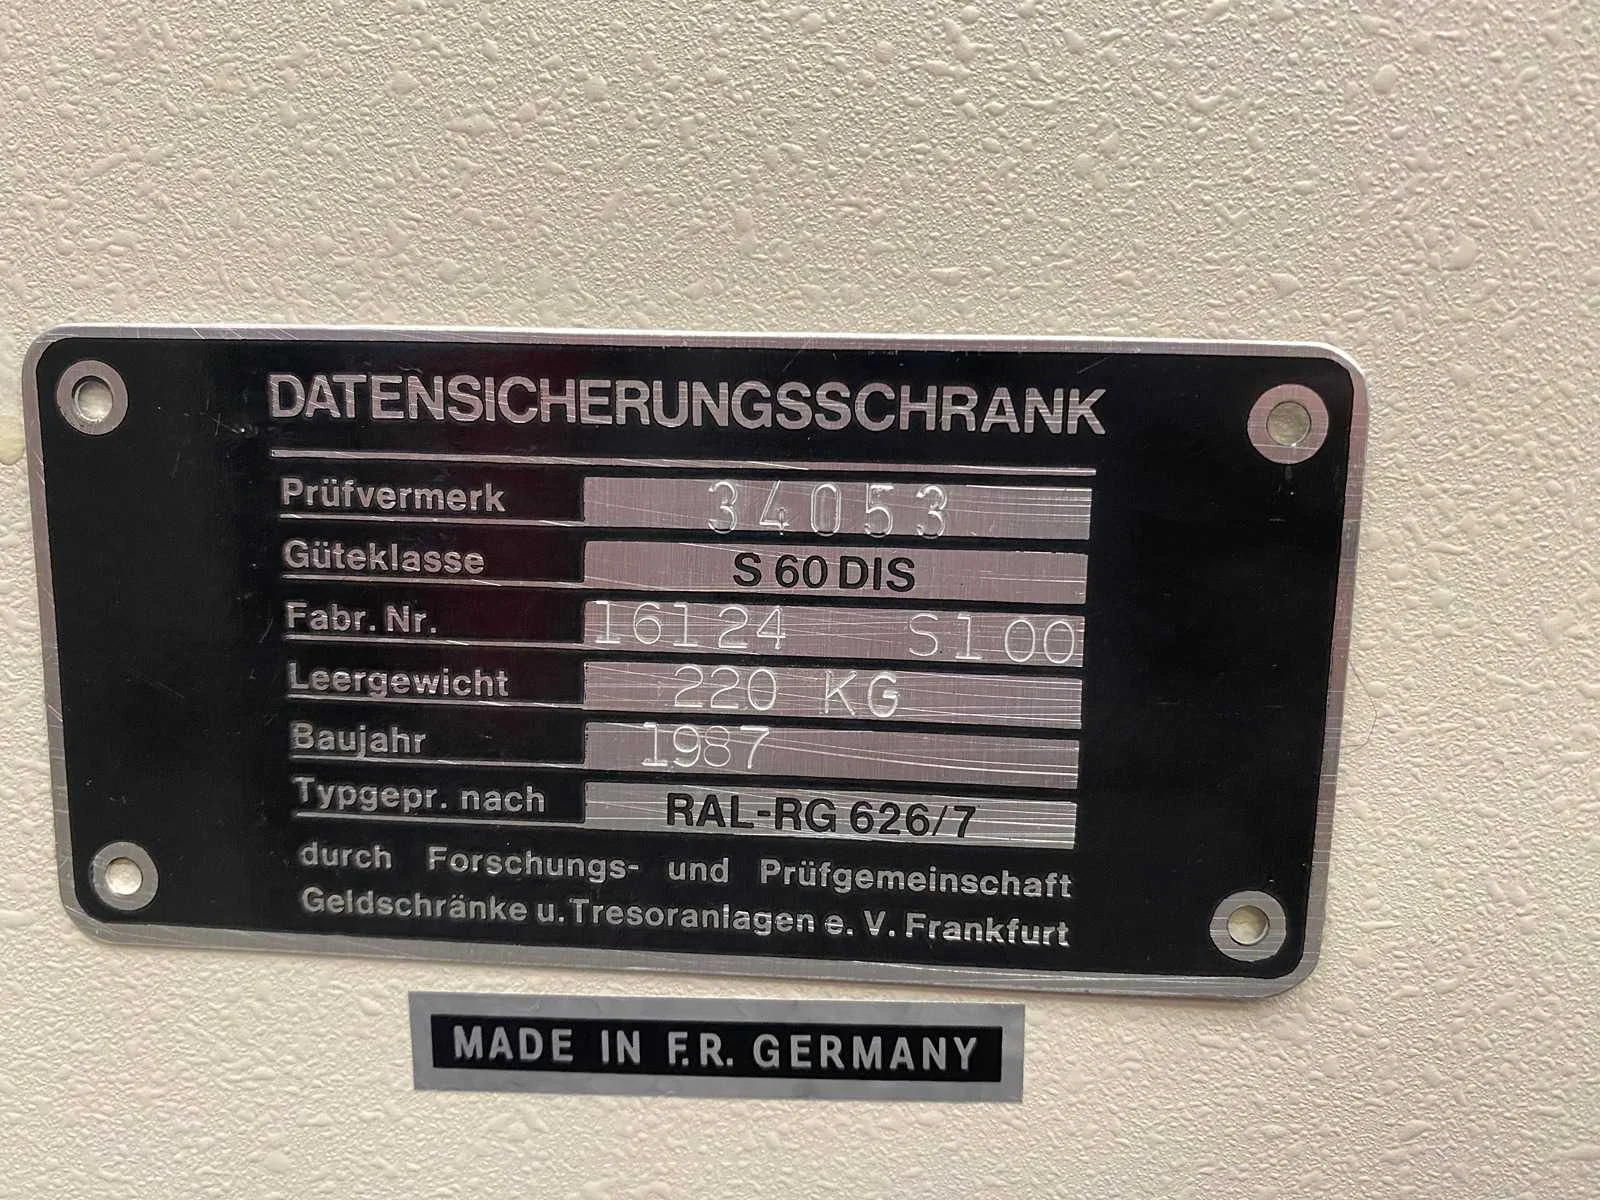 DATENSICHERUNGSSCHRANK
Prüfvermerk 34053
Güteklasse S 60 DIS
Fabr. Nr. 16124 S100
Leergewicht 220 KG
Baujahr 1987
Typgepr. nach RAL-RG 626/7
durch Forschungs- und Prüfgemeinschaft
Geldschränke u. Tresoranlagen e. V. Frankfurt
MADE IN F.R. GERMANY